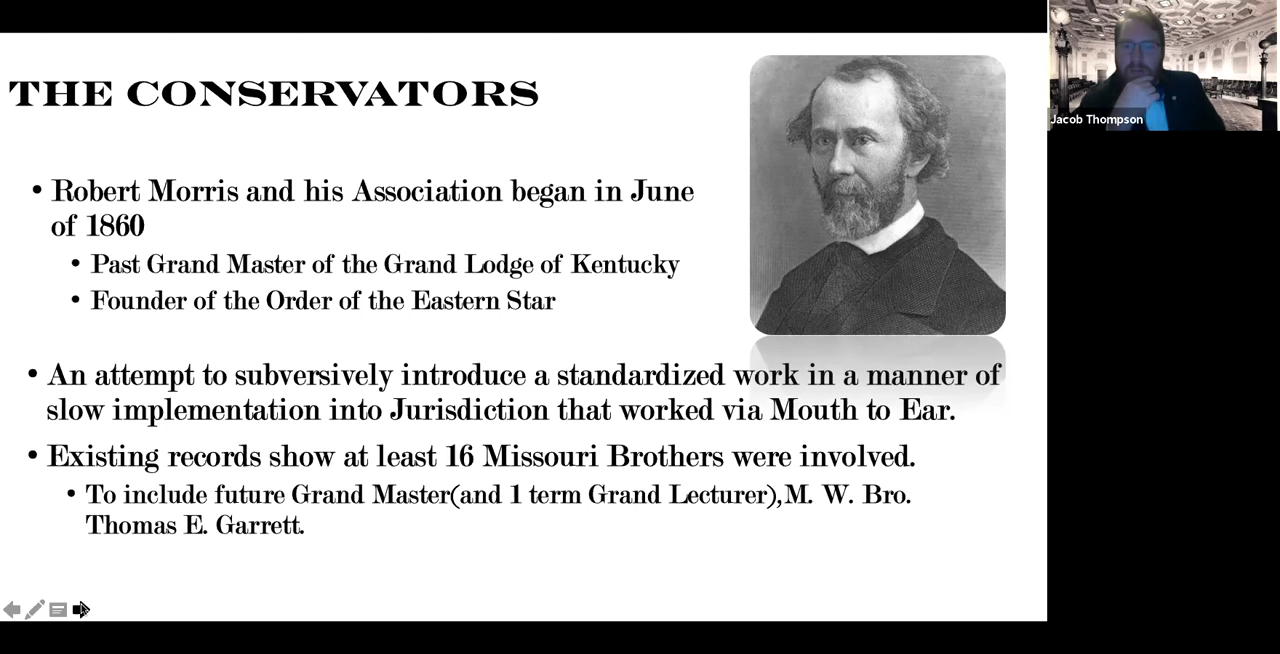 THE CONSERVATORS
• Robert Morris and his Association began in June
of 1860
• Past Grand Master of the Grand Lodge of Kentucky
• Founder of the Order of the Eastern Star
• An attempt to subversively introduce a standardized work in a manner of
slow implementation into Jurisdiction that worked via Mouth to Ear.
• Existing records show at least 16 Missouri Brothers were involved.
• To include future Grand Master(and 1 term Grand Lecturer),M. W. Bro.
Thomas E. Garrett.
Jacob Thompson